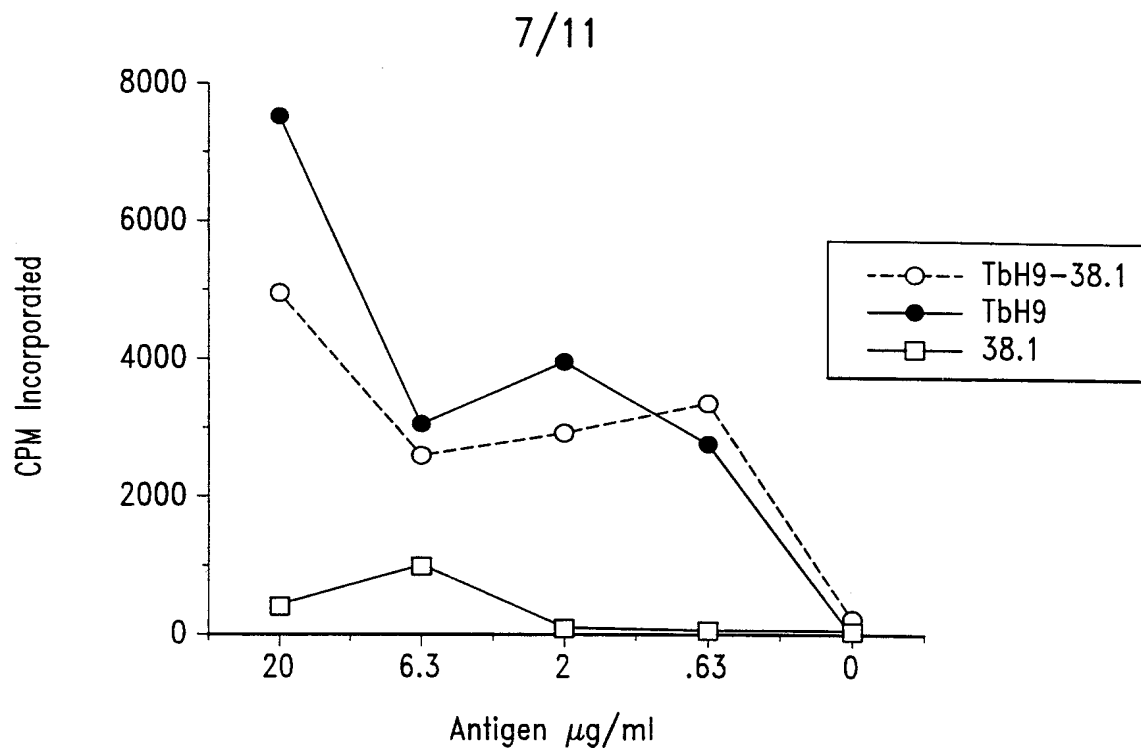 7/11
8000
6000
4000
2000
0
CPM Incorporated
20 6.3 2 .63 0
Antigen μg/ml
TbH9-38.1
TbH9
38.1